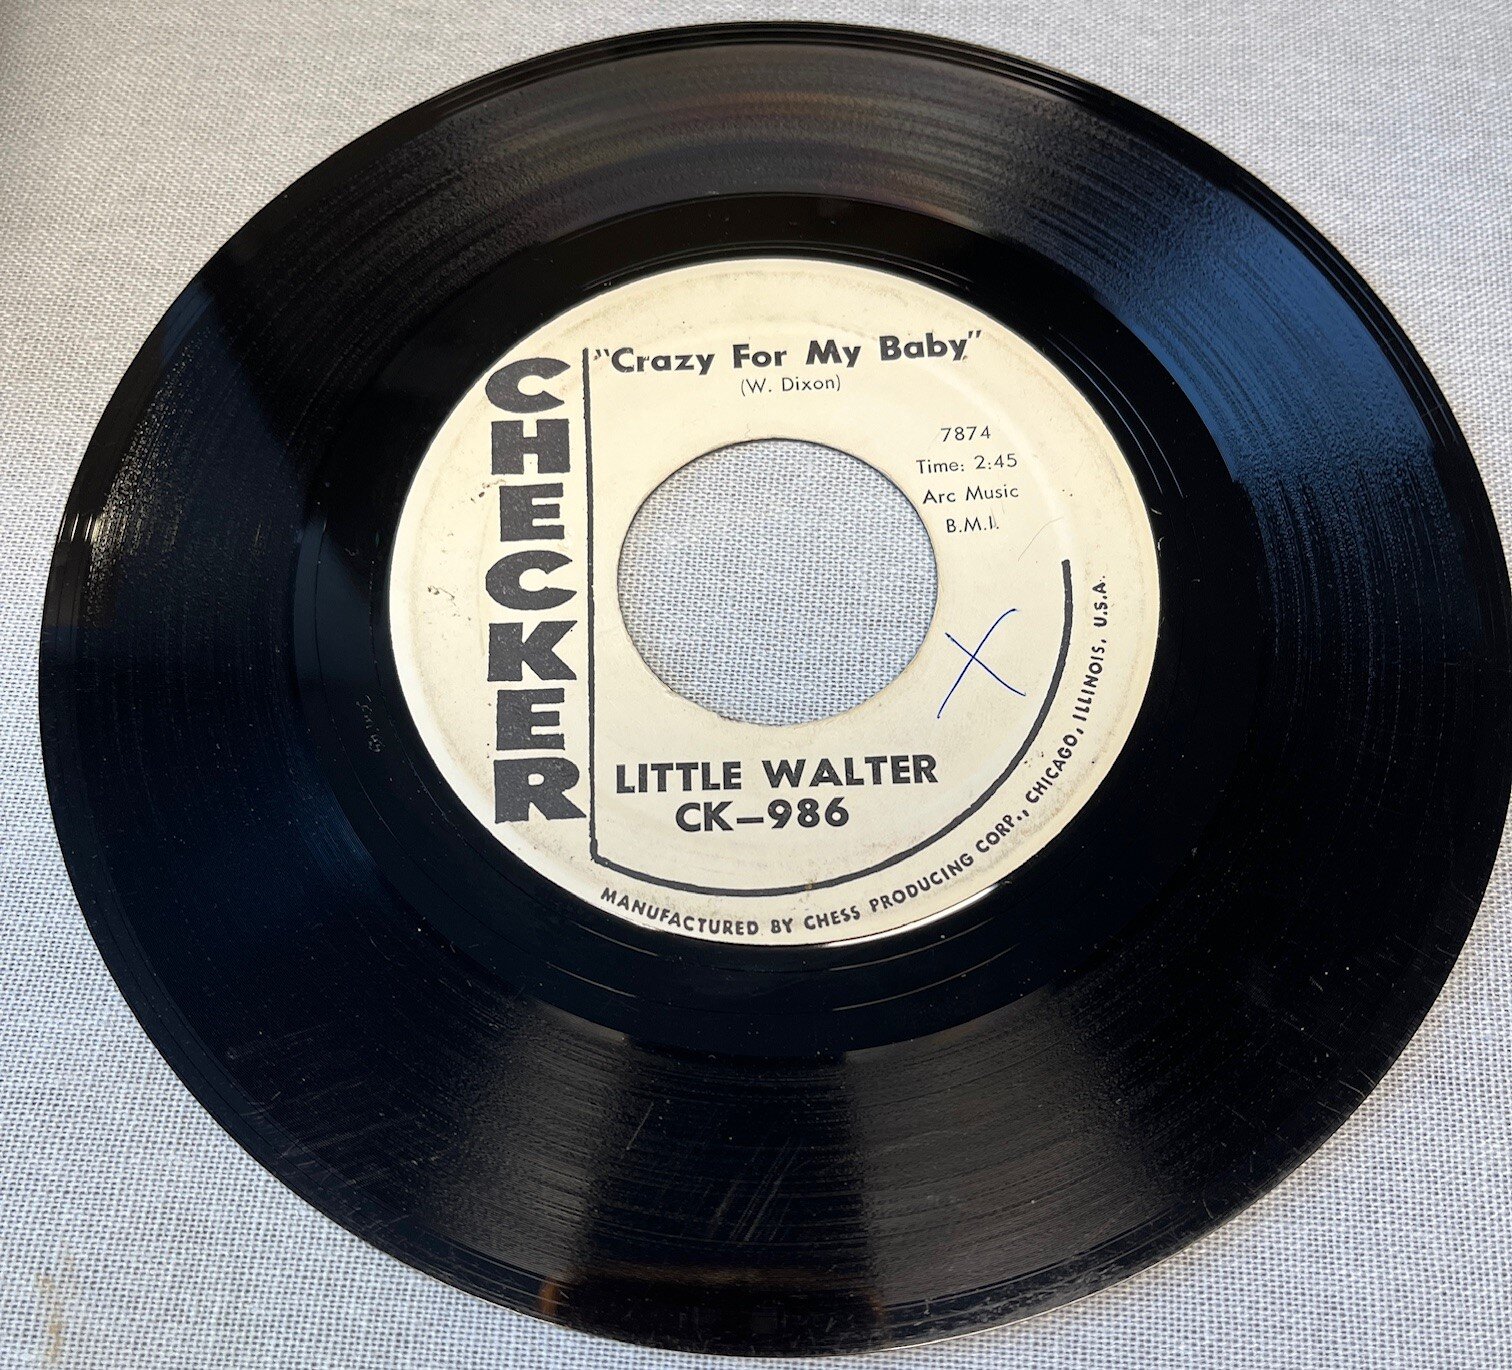 CHECKER
"Crazy For My Baby"
(W. Dixon)
7874
Time: 2:45
Arc Music
B.M.I.
X
LITTLE WALTER
CK-986
MANUFACTURED BY CHESS PRODUCING CORP., CHICAGO, ILLINOIS, U.S.A.